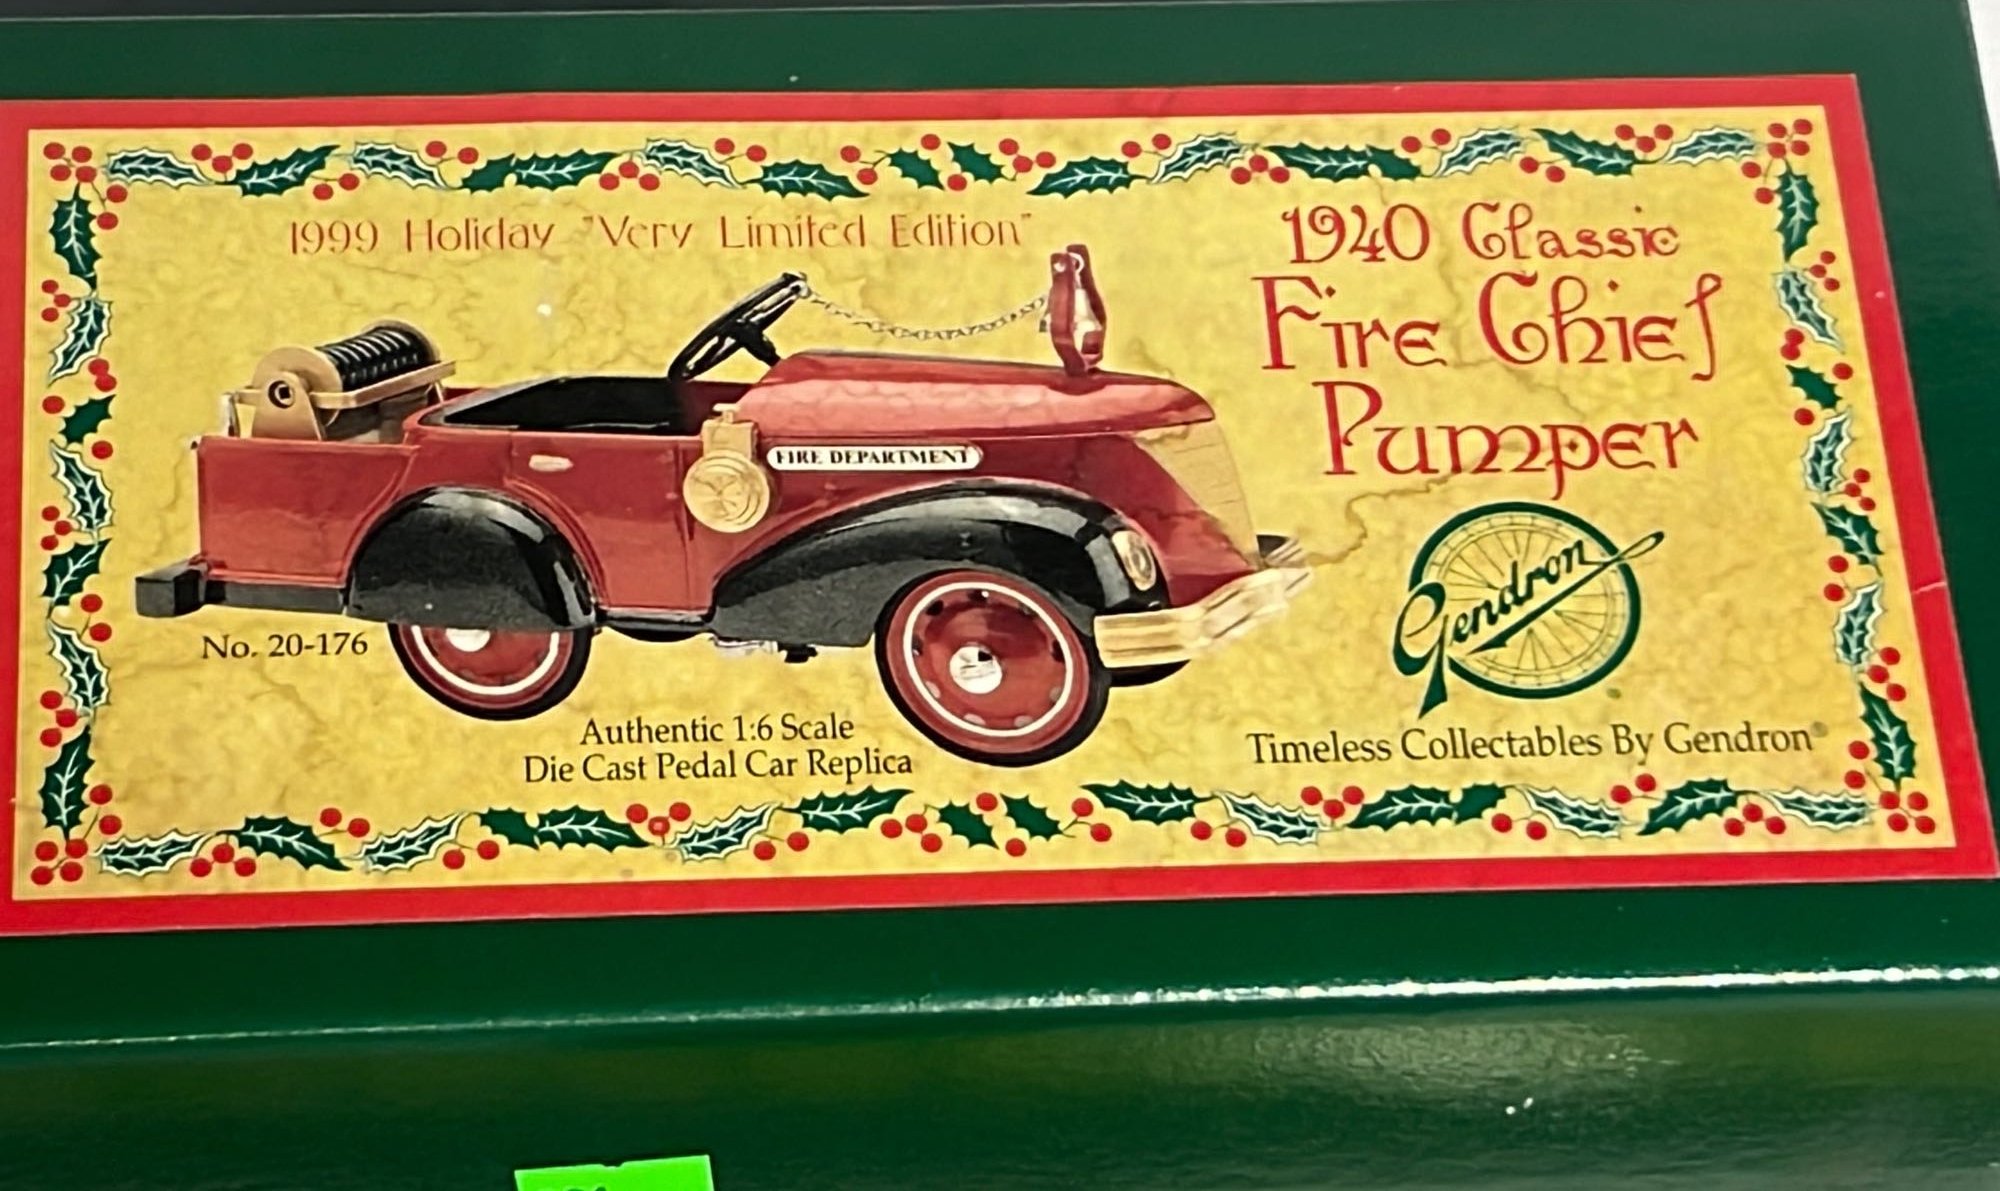 1999 Holiday "Very Limited Edition"
1940 Classic
Fire Chief
Pumper
FIRE DEPARTMENT
Gendron
No. 20-176
Authentic 1:6 Scale
Die Cast Pedal Car Replica
Timeless Collectables By Gendron®